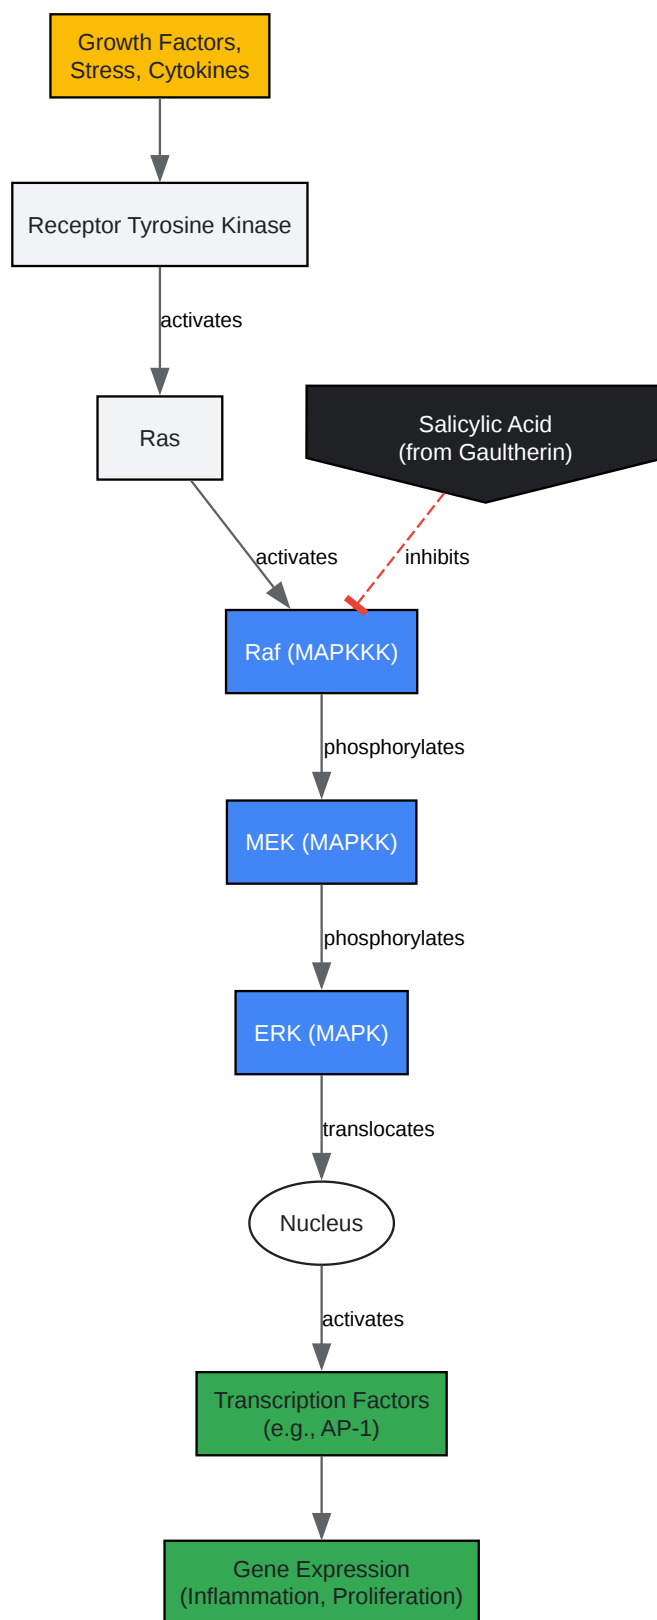 Growth Factors,
Stress, Cytokines
Receptor Tyrosine Kinase
activates
Ras
Salicylic Acid
(from Gaultherin)
activates
inhibits
Raf (MAPKKK)
phosphorylates
MEK (MAPKK)
phosphorylates
ERK (MAPK)
translocates
Nucleus
activates
Transcription Factors
(e.g., AP-1)
Gene Expression
(Inflammation, Proliferation)